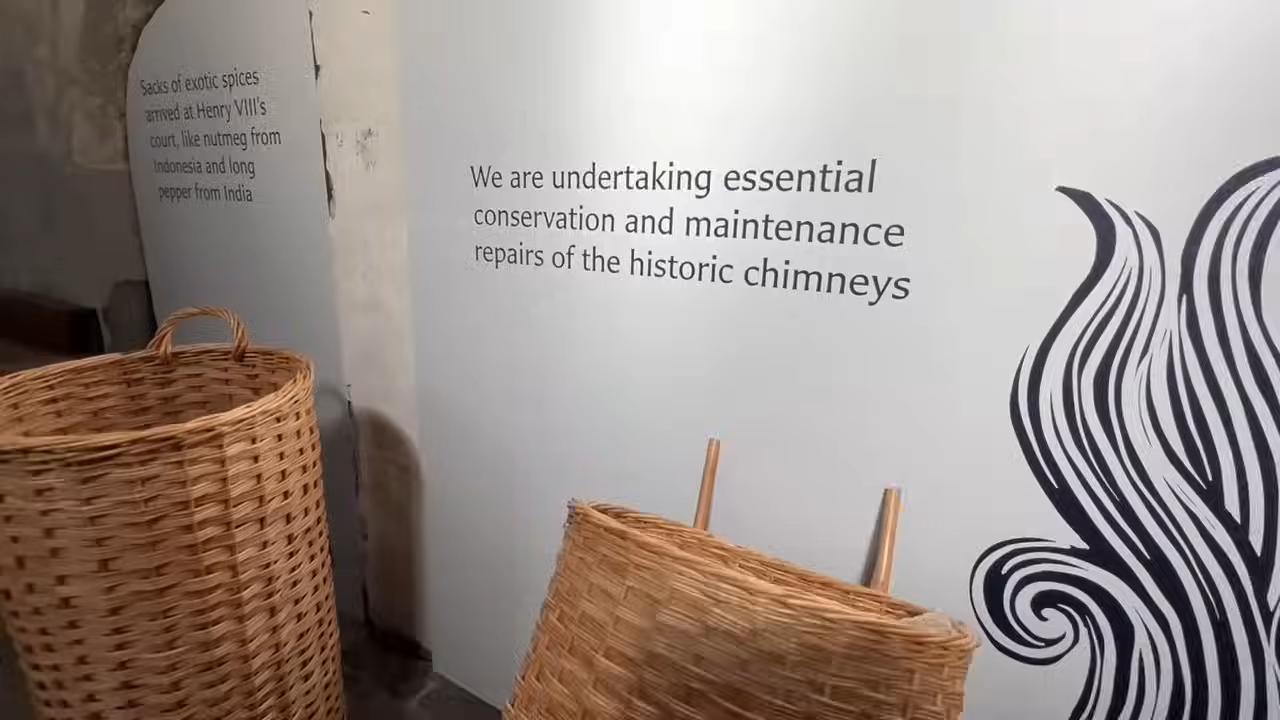 Sacks of exotic spices
arrived at Henry VIII's
court, like nutmeg from
Indonesia and long
pepper from India
We are undertaking essential
conservation and maintenance
repairs of the historic chimneys